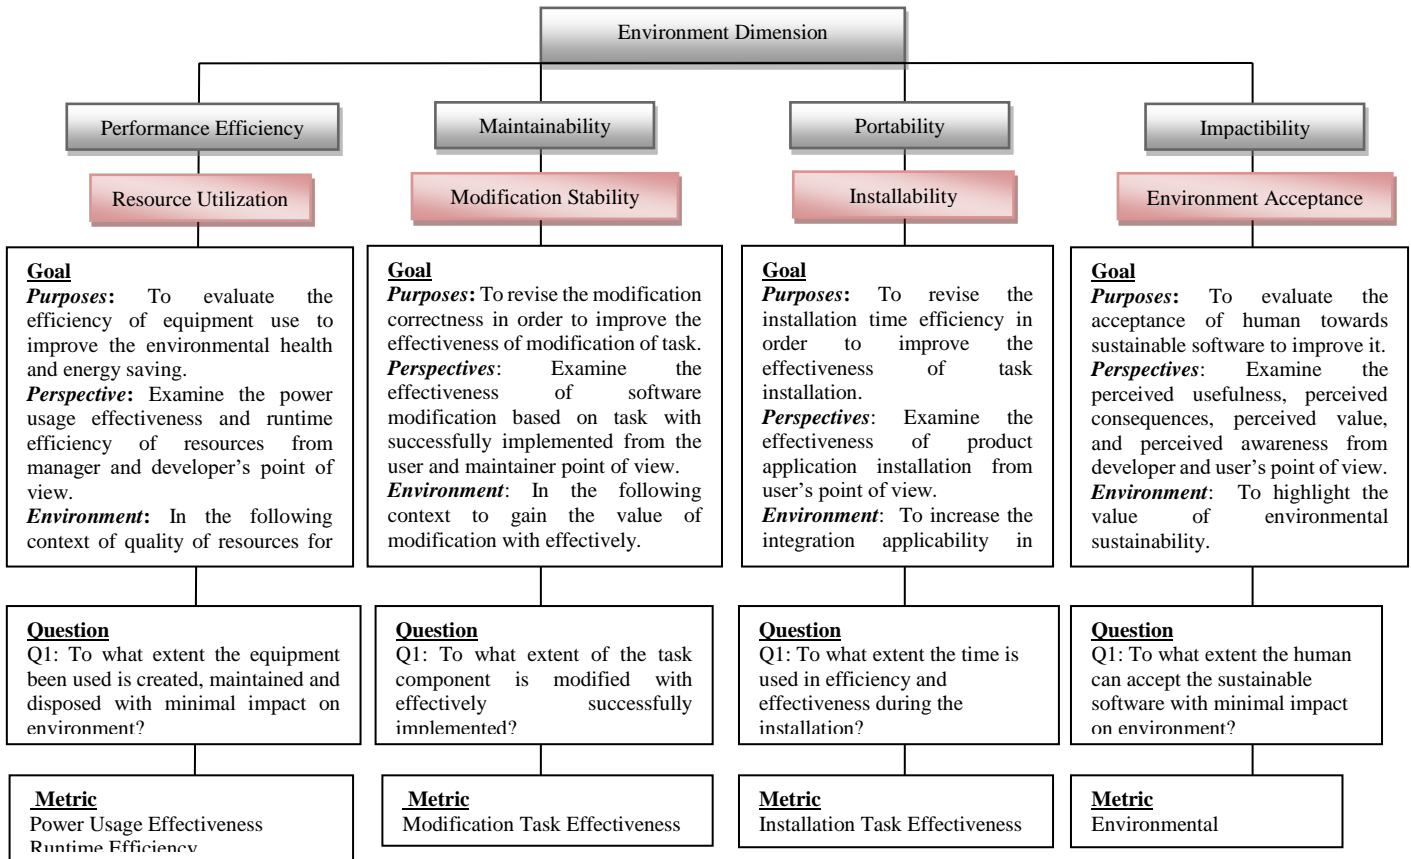 Environment Dimension
Performance Efficiency
Maintainability
Portability
Impactibility
Resource Utilization
Modification Stability
Installability
Environment Acceptance
Goal
Purposes: To evaluate the
efficiency of equipment use to
improve the environmental health
and energy saving.
Perspective: Examine the power
usage effectiveness and runtime
efficiency of resources from
manager and developer's point of
view.
Environment: In the following
context of quality of resources for
Goal
Purposes: To revise the modification
correctness in order to improve the
effectiveness of modification of task.
Perspectives: Examine the
effectiveness of software
modification based on task with
successfully implemented from the
user and maintainer point of view.
Environment: In the following
context to gain the value of
modification with effectively.
Goal
Purposes: To revise the
installation time efficiency in
order to improve the
effectiveness of task
installation.
Perspectives: Examine the
effectiveness of product
application installation from
user's point of view.
Environment: To increase the
integration applicability in
Goal
Purposes: To evaluate the
acceptance of human towards
sustainable software to improve it.
Perspectives: Examine the
perceived usefulness, perceived
consequences, perceived value,
and perceived awareness from
developer and user's point of view.
Environment: To highlight the
value of environmental
sustainability.
Question
Q1: To what extent the equipment
been used is created, maintained and
disposed with minimal impact on
environment?
Question
Q1: To what extent of the task
component is modified with
effectively successfully
implemented?
Question
Q1: To what extent the time is
used in efficiency and
effectiveness during the
installation?
Question
Q1: To what extent the human
can accept the sustainable
software with minimal impact
on environment?
Metric
Power Usage Effectiveness
Runtime Efficiency
Metric
Modification Task Effectiveness
Metric
Installation Task Effectiveness
Metric
Environmental